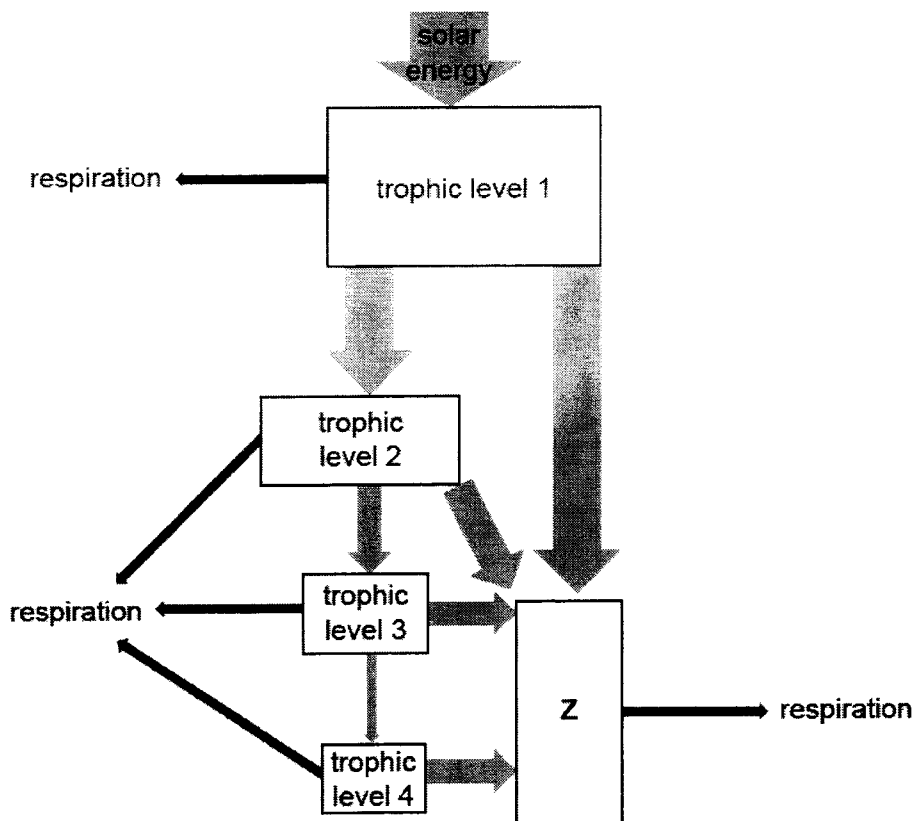 solar
energy
respiration
trophic level 1
trophic
level 2
respiration
trophic
level 3
Z
respiration
trophic
level 4